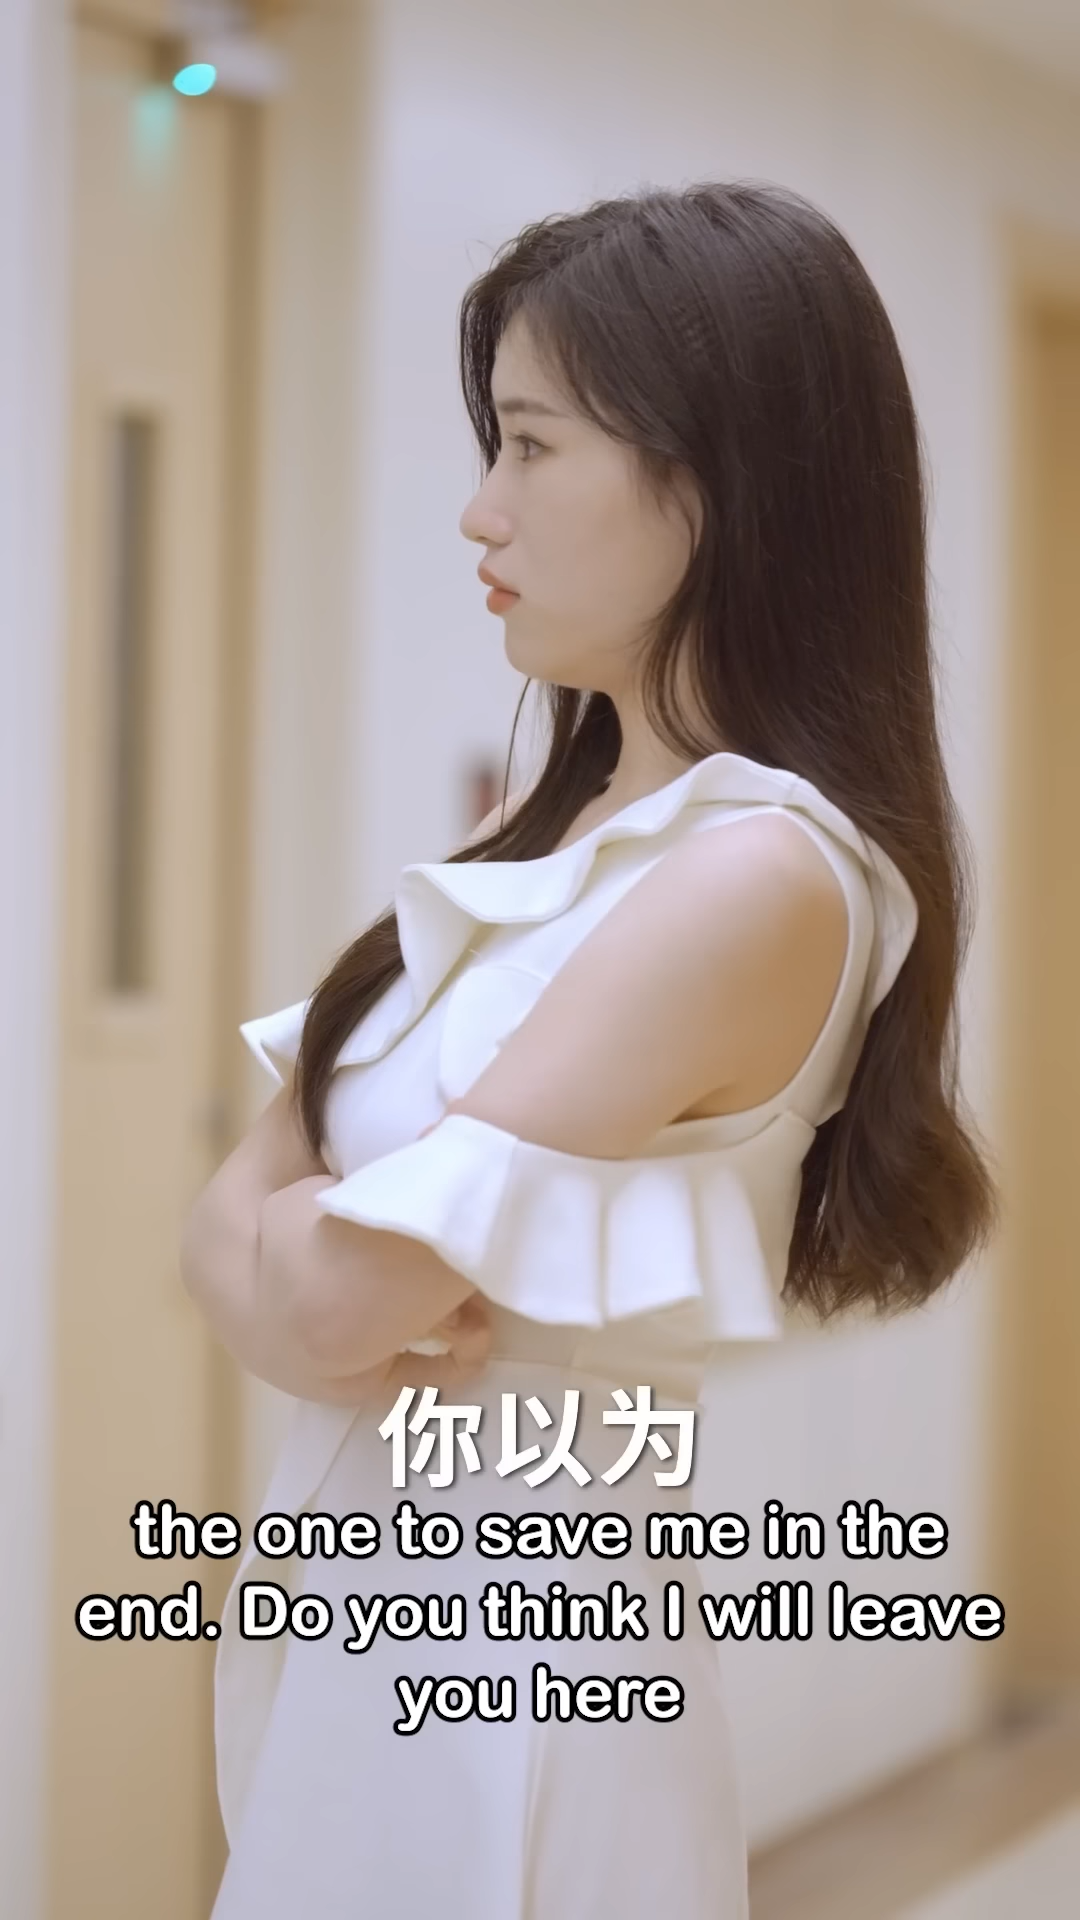 你以为
the one to save me in the
end. Do you think I will leave
you here